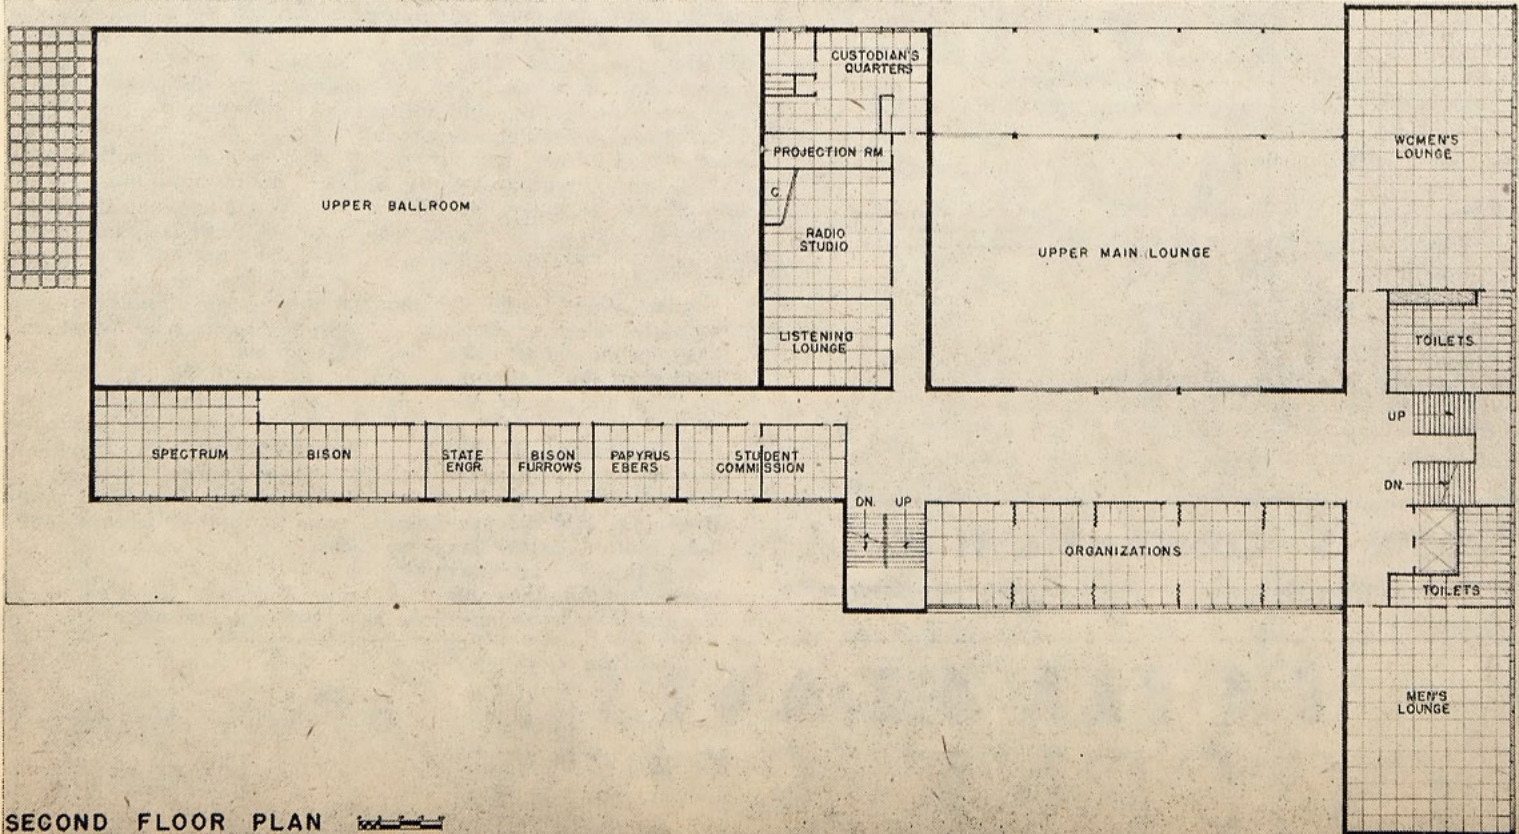 CUSTODIAN'S
QUARTERS
WOMEN'S
LOUNGE
PROJECTION RM.
C.
UPPER BALLROOM
RADIO
STUDIO
UPPER MAIN LOUNGE
LISTENING
LOUNGE
TOILETS
UP
SPECTRUM
BISON
STATE
ENGR.
BISON
FURROWS
PAPYRUS
EBERS
STUDENT
COMMISSION
DN.
DN. UP
ORGANIZATIONS
TOILETS
MEN'S
LOUNGE
SECOND FLOOR PLAN